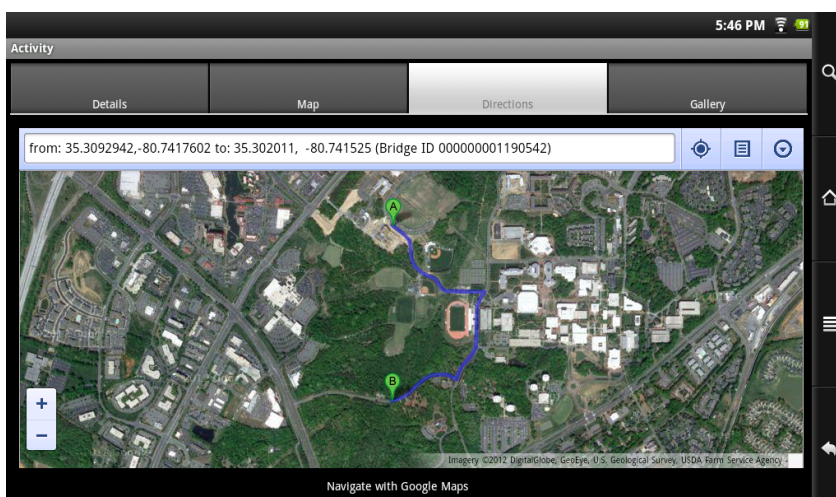 5:46 PM 91
Activity
Details Map Directions Gallery
from: 35.3092942,-80.7417602 to: 35.302011, -80.741525 (Bridge ID 000000001190542)
A
B
+
−
Imagery ©2012 DigitalGlobe, GeoEye, U.S. Geological Survey, USDA Farm Service Agency -
Navigate with Google Maps